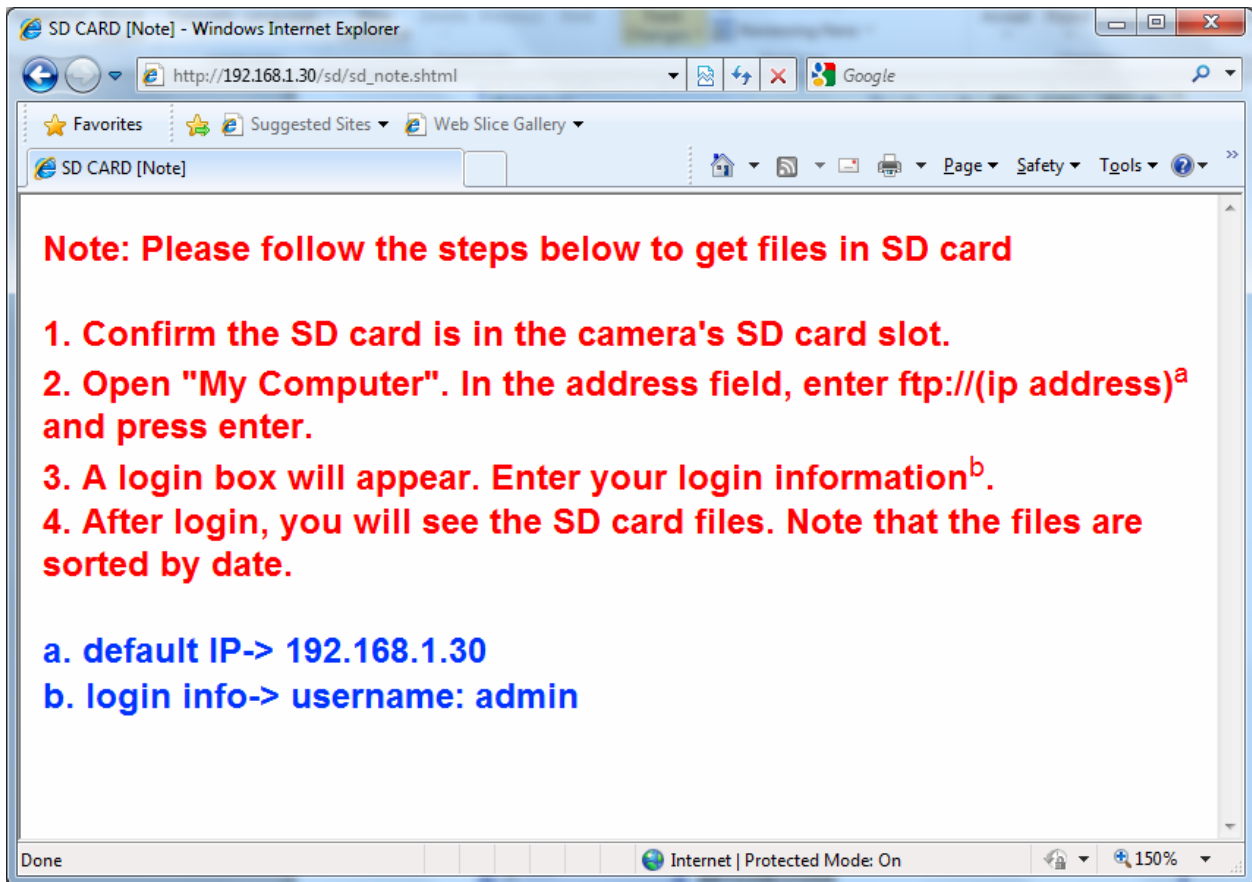 SD CARD [Note] - Windows Internet Explorer
http://192.168.1.30/sd/sd_note.shtml
Google
Favorites Suggested Sites Web Slice Gallery
SD CARD [Note] Page Safety Tools
Note: Please follow the steps below to get files in SD card
1. Confirm the SD card is in the camera's SD card slot.
2. Open "My Computer". In the address field, enter ftp://(ip address)a
and press enter.
3. A login box will appear. Enter your login informationb.
4. After login, you will see the SD card files. Note that the files are
sorted by date.
a. default IP-> 192.168.1.30
b. login info-> username: admin
Done Internet | Protected Mode: On 150%